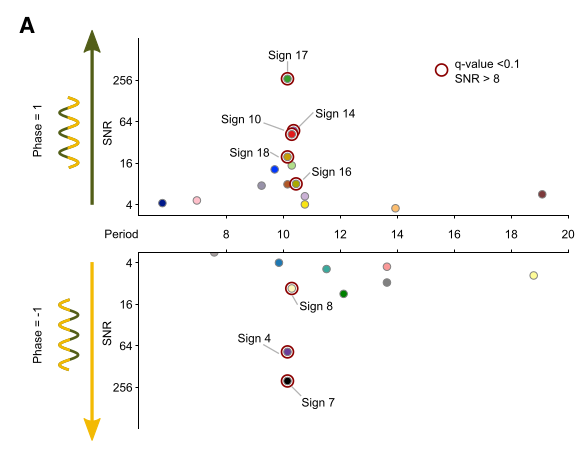 A
Sign 17
q-value <0.1
SNR > 8
256
Sign 14
Sign 10
64
Phase = 1
SNR
Sign 18
16
Sign 16
4
Period
8
10
12
14
16
18
20
4
16
Sign 8
Phase = -1
SNR
Sign 4
64
256
Sign 7